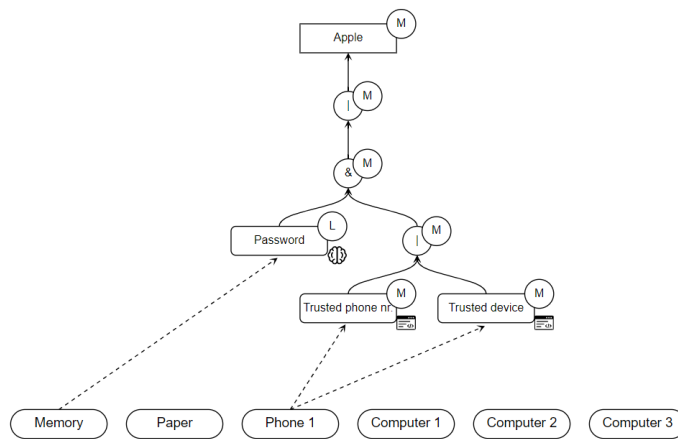 M
Apple
M
|
M
&
L
Password
M
|
M
M
Trusted phone nr.
Trusted device
Memory
Paper
Phone 1
Computer 1
Computer 2
Computer 3